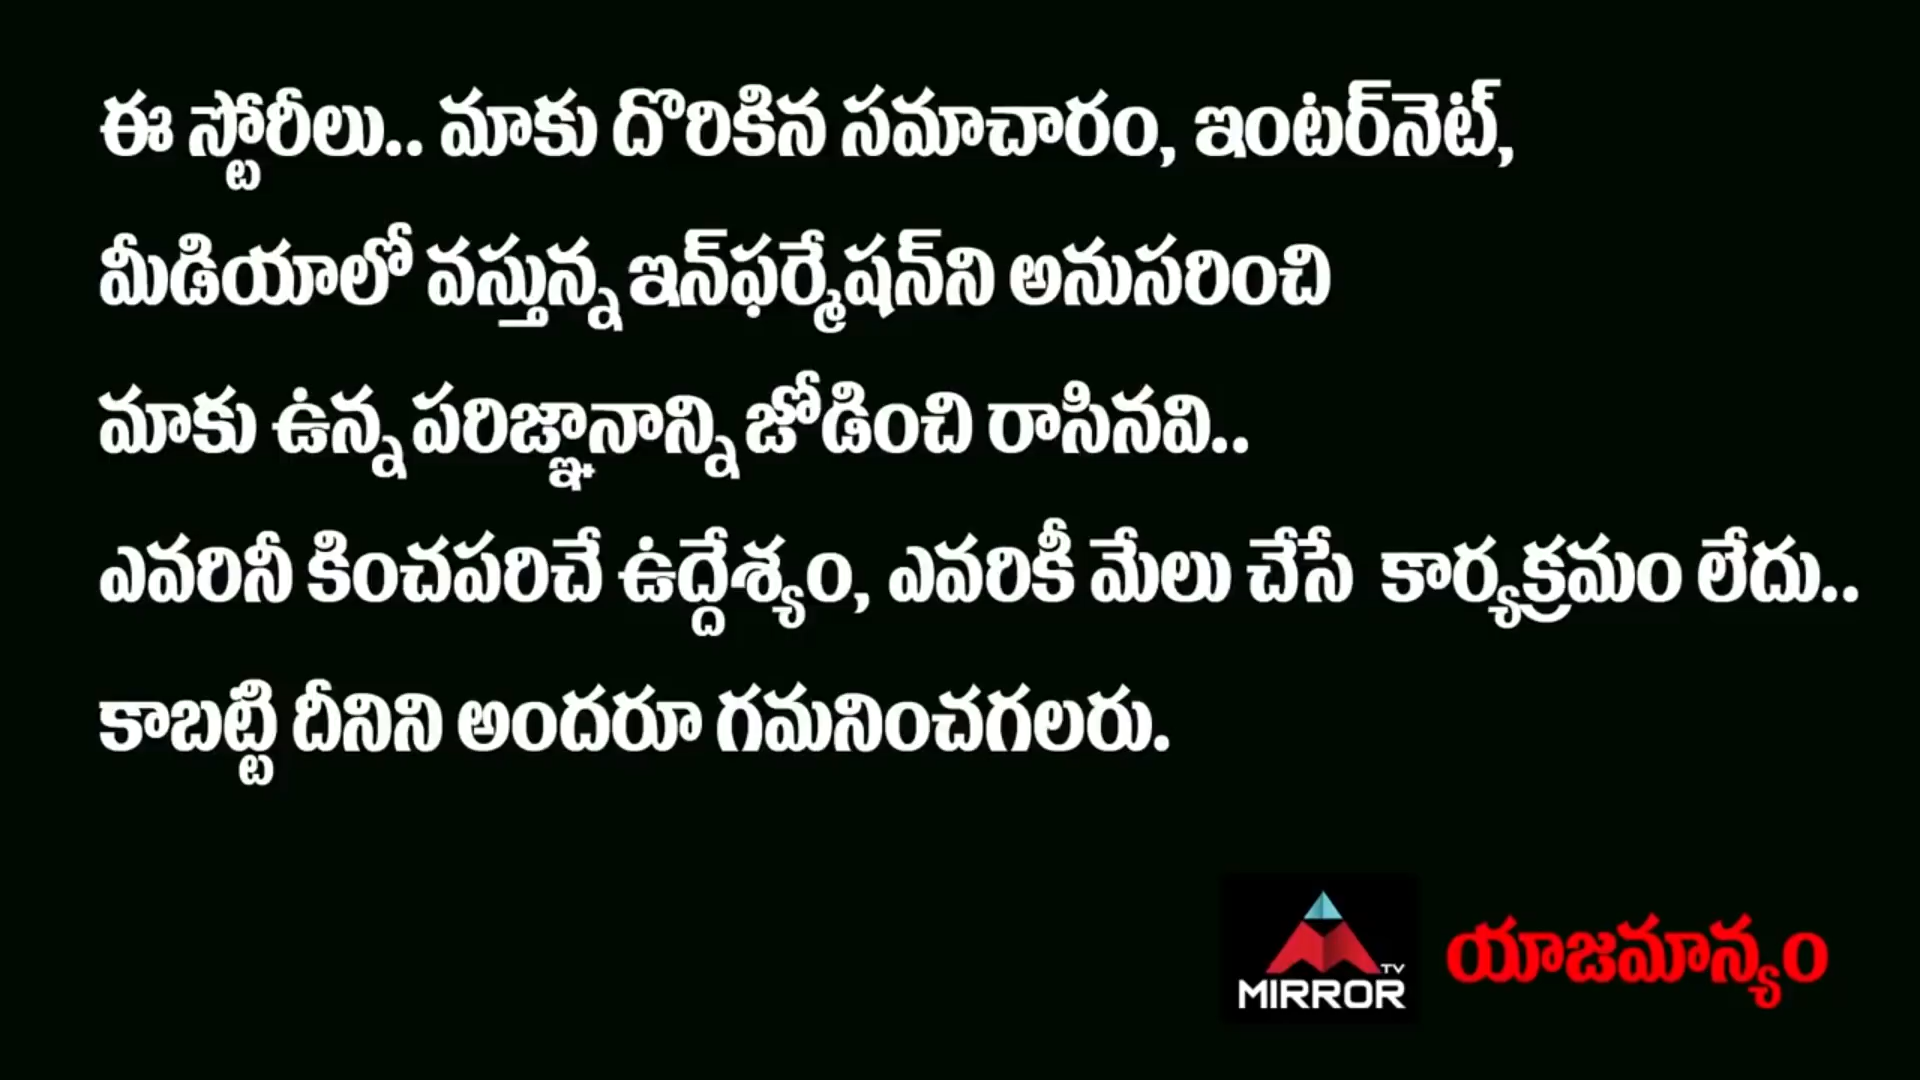 ఈ స్టోరీలు.. మాకు దొరికిన సమాచారం, ఇంటర్‌నెట్,
మీడియాలో వస్తున్న ఇన్‌ఫర్మేషన్‌ని అనుసరించి
మాకు ఉన్న పరిజ్ఞానాన్ని జోడించి రాసినవి..
ఎవరినీ కించపరిచే ఉద్దేశ్యం, ఎవరికీ మేలు చేసే కార్యక్రమం లేదు..
కాబట్టి దీనిని అందరూ గమనించగలరు.
TV
MIRROR
యాజమాన్యం